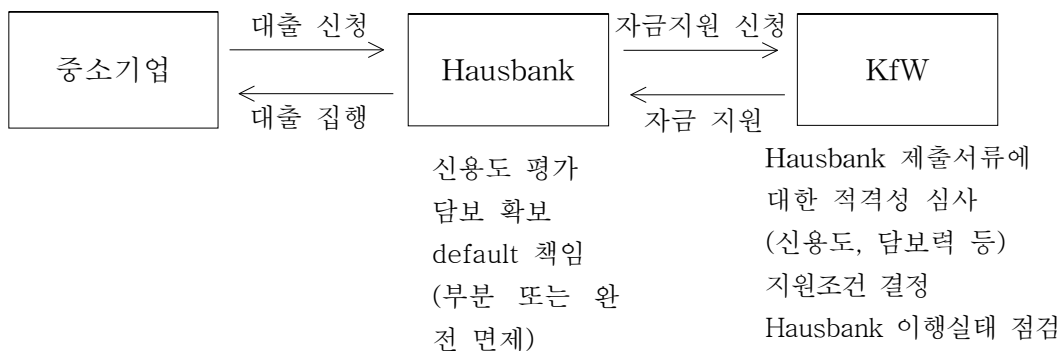 대출 신청
자금지원 신청
중소기업
Hausbank
KfW
대출 집행
자금 지원
신용도 평가
담보 확보
default 책임
(부분 또는 완
전 면제)
Hausbank 제출서류에
대한 적격성 심사
(신용도, 담보력 등)
지원조건 결정
Hausbank 이행실태 점검